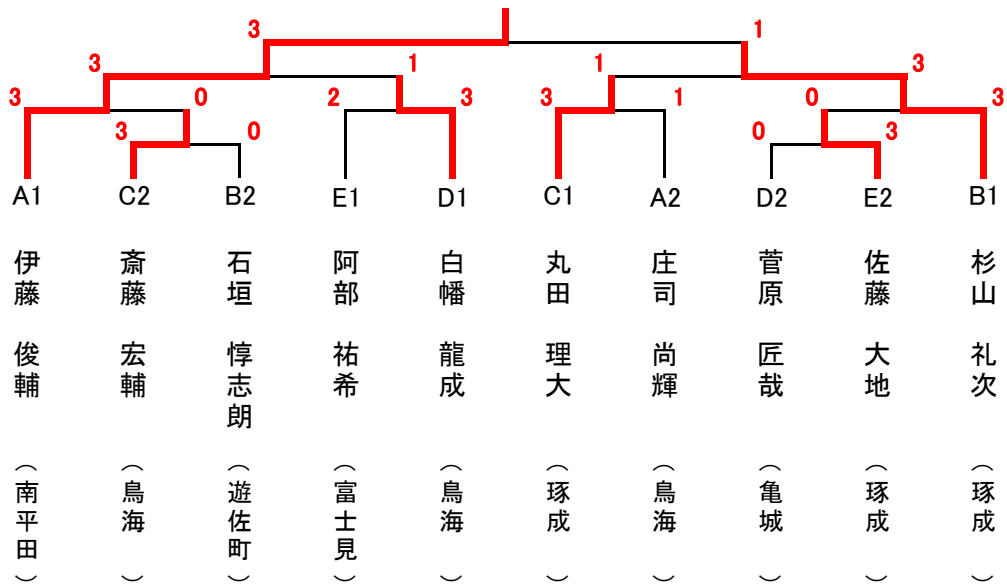 3 1
3 1 1 3
3 0 2 3 3 1 0 3
3 0 0 3
A1 C2 B2 E1 D1 C1 A2 D2 E2 B1
伊藤 俊輔 （南平田）
斎藤 宏輔 （鳥海）
石垣 惇志朗 （遊佐町）
阿部 祐希 （富士見）
白幡 龍成 （鳥海）
丸田 理大 （琢成）
庄司 尚輝 （鳥海）
菅原 匠哉 （亀城）
佐藤 大地 （琢成）
杉山 礼次 （琢成）